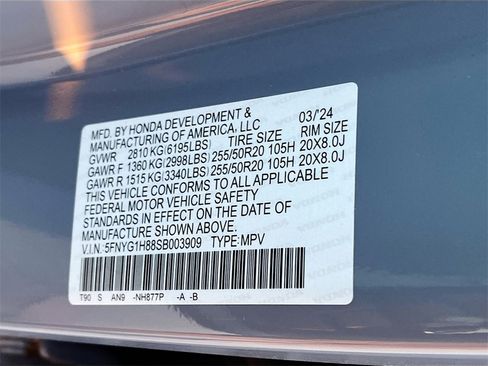 MFD. BY HONDA DEVELOPMENT & 03/'24
MANUFACTURING OF AMERICA, LLC
GVWR 2810 KG(6195LBS) TIRE SIZE RIM SIZE
GAWR F 1360 KG(2998LBS) 255/50R20 105H 20X8.0J
GAWR R 1515 KG(3340LBS) 255/50R20 105H 20X8.0J
THIS VEHICLE CONFORMS TO ALL APPLICABLE
FEDERAL MOTOR VEHICLE SAFETY
STANDARDS IN EFFECT ON THE DATE OF
MANUFACTURE SHOWN ABOVE.
V.I.N.: 5FNYG1H88SB003909 TYPE: MPV
T90 S AN9 -NH877P -A -B